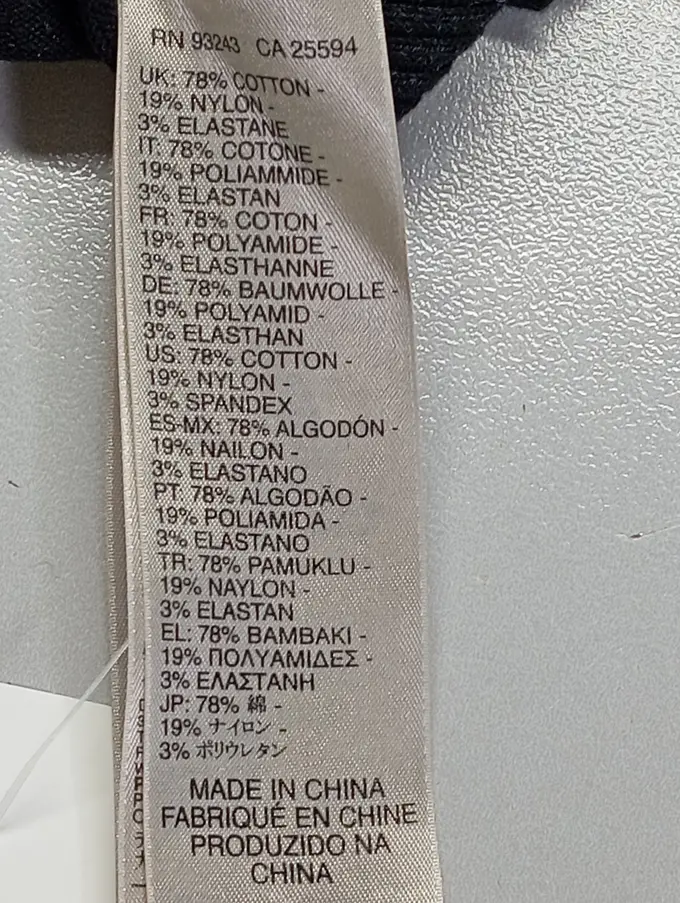 RN 93243 CA 25594
UK: 78% COTTON -
19% NYLON -
3% ELASTANE
IT: 78% COTONE -
19% POLIAMMIDE -
3% ELASTAN
FR: 78% COTON -
19% POLYAMIDE -
3% ELASTHANNE
DE: 78% BAUMWOLLE -
19% POLYAMID -
3% ELASTHAN
US: 78% COTTON -
19% NYLON -
3% SPANDEX
ES-MX: 78% ALGODÓN -
19% NAILON -
3% ELASTANO
PT: 78% ALGODÃO -
19% POLIAMIDA -
3% ELASTANO
TR: 78% PAMUKLU -
19% NAYLON -
3% ELASTAN
EL: 78% ΒΑΜΒΑΚΙ -
19% ΠΟΛΥΑΜΙΔΕΣ -
3% ΕΛΑΣΤΑΝΗ
JP: 78% 綿 -
19% ナイロン -
3% ポリウレタン
MADE IN CHINA
FABRIQUÉ EN CHINE
PRODUZIDO NA
CHINA